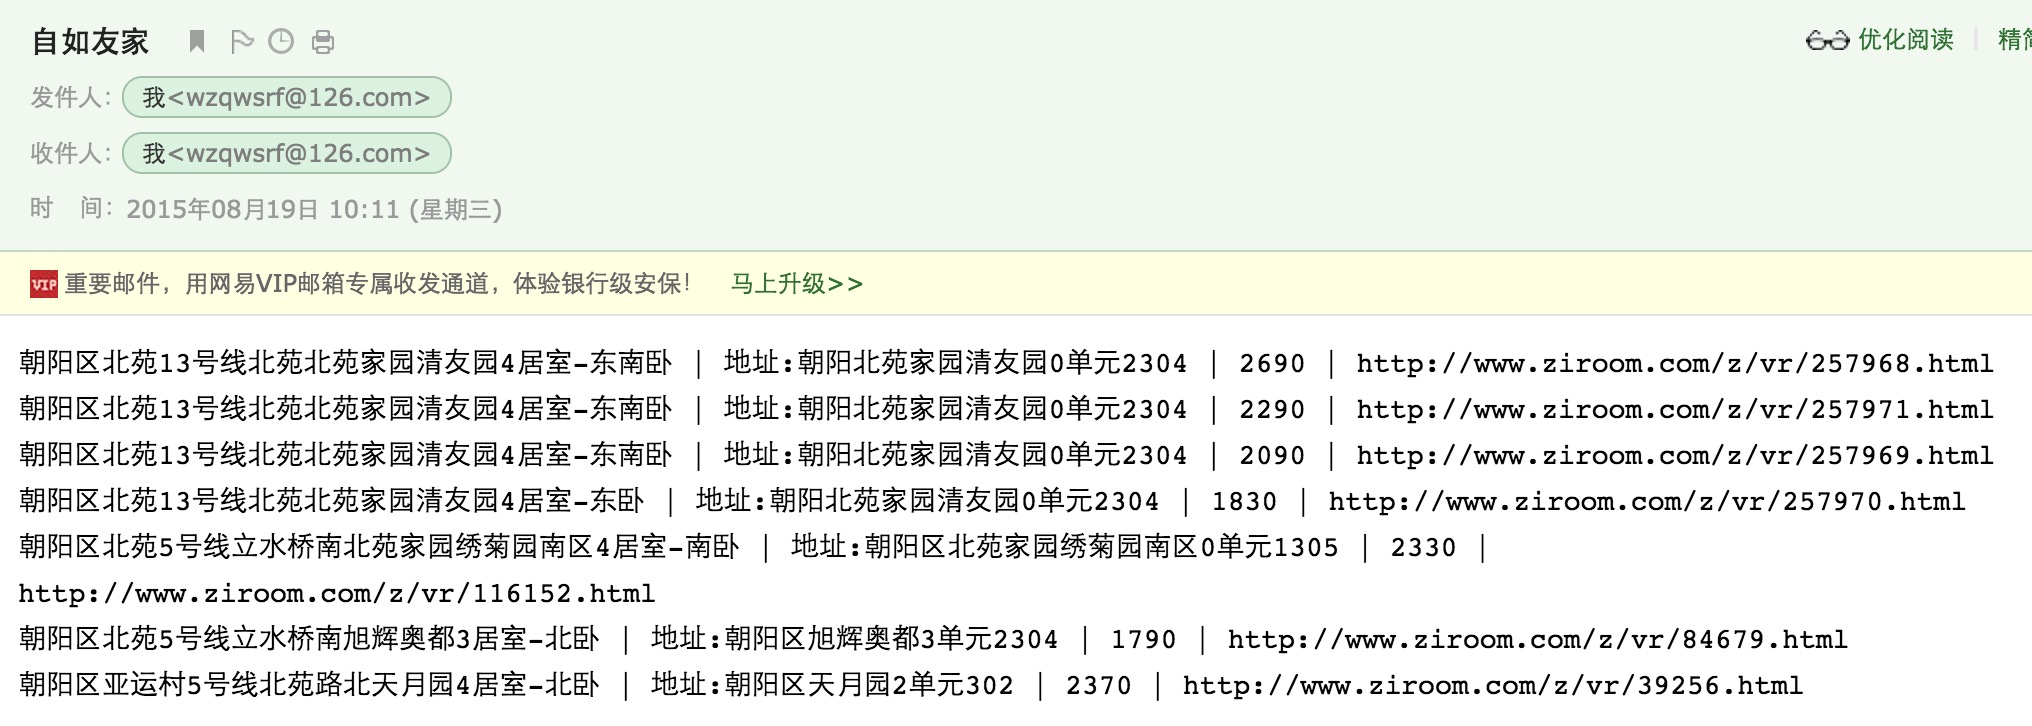 自如友家
优化阅读 | 精简
发件人: 我<wzqwsrf@126.com>
收件人: 我<wzqwsrf@126.com>
时 间: 2015年08月19日 10:11 (星期三)
VIP 重要邮件，用网易VIP邮箱专属收发通道，体验银行级安保! 马上升级>>
朝阳区北苑13号线北苑北苑家园清友园4居室-东南卧 | 地址:朝阳北苑家园清友园0单元2304 | 2690 | http://www.ziroom.com/z/vr/257968.html
朝阳区北苑13号线北苑北苑家园清友园4居室-东南卧 | 地址:朝阳北苑家园清友园0单元2304 | 2290 | http://www.ziroom.com/z/vr/257971.html
朝阳区北苑13号线北苑北苑家园清友园4居室-东南卧 | 地址:朝阳北苑家园清友园0单元2304 | 2090 | http://www.ziroom.com/z/vr/257969.html
朝阳区北苑13号线北苑北苑家园清友园4居室-东卧 | 地址:朝阳北苑家园清友园0单元2304 | 1830 | http://www.ziroom.com/z/vr/257970.html
朝阳区北苑5号线立水桥南北苑家园绣菊园南区4居室-南卧 | 地址:朝阳区北苑家园绣菊园南区0单元1305 | 2330 |
http://www.ziroom.com/z/vr/116152.html
朝阳区北苑5号线立水桥南旭辉奥都3居室-北卧 | 地址:朝阳区旭辉奥都3单元2304 | 1790 | http://www.ziroom.com/z/vr/84679.html
朝阳区亚运村5号线北苑路北天月园4居室-北卧 | 地址:朝阳区天月园2单元302 | 2370 | http://www.ziroom.com/z/vr/39256.html